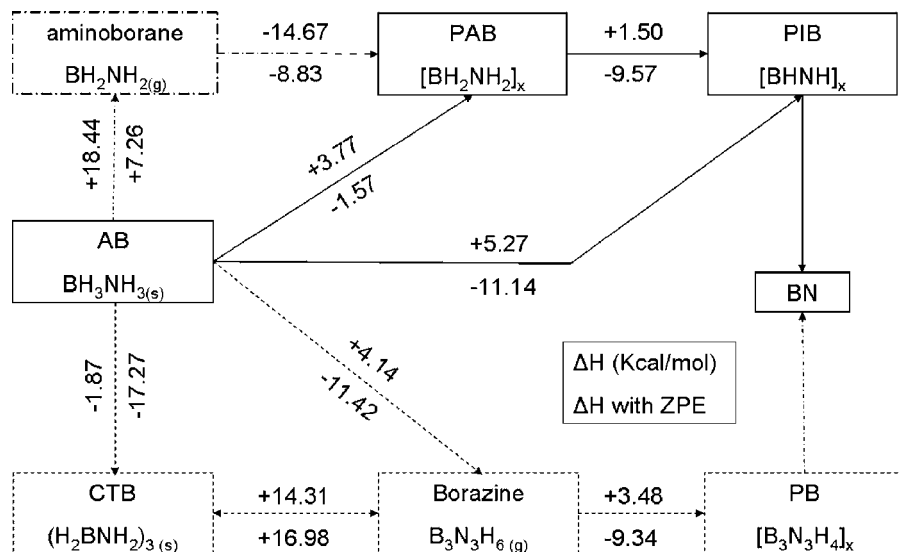 aminoborane
BH₂NH₂(g)
-14.67
-8.83
PAB
[BH₂NH₂]ₓ
+1.50
-9.57
PIB
[BHNH]ₓ
+18.44
+7.26
+3.77
-1.57
AB
BH₃NH₃(s)
+5.27
-11.14
BN
+4.14
-11.42
-1.87
-17.27
ΔH (Kcal/mol)
ΔH with ZPE
CTB
(H₂BNH₂)₃ (s)
+14.31
+16.98
Borazine
B₃N₃H₆ (g)
+3.48
-9.34
PB
[B₃N₃H₄]ₓ